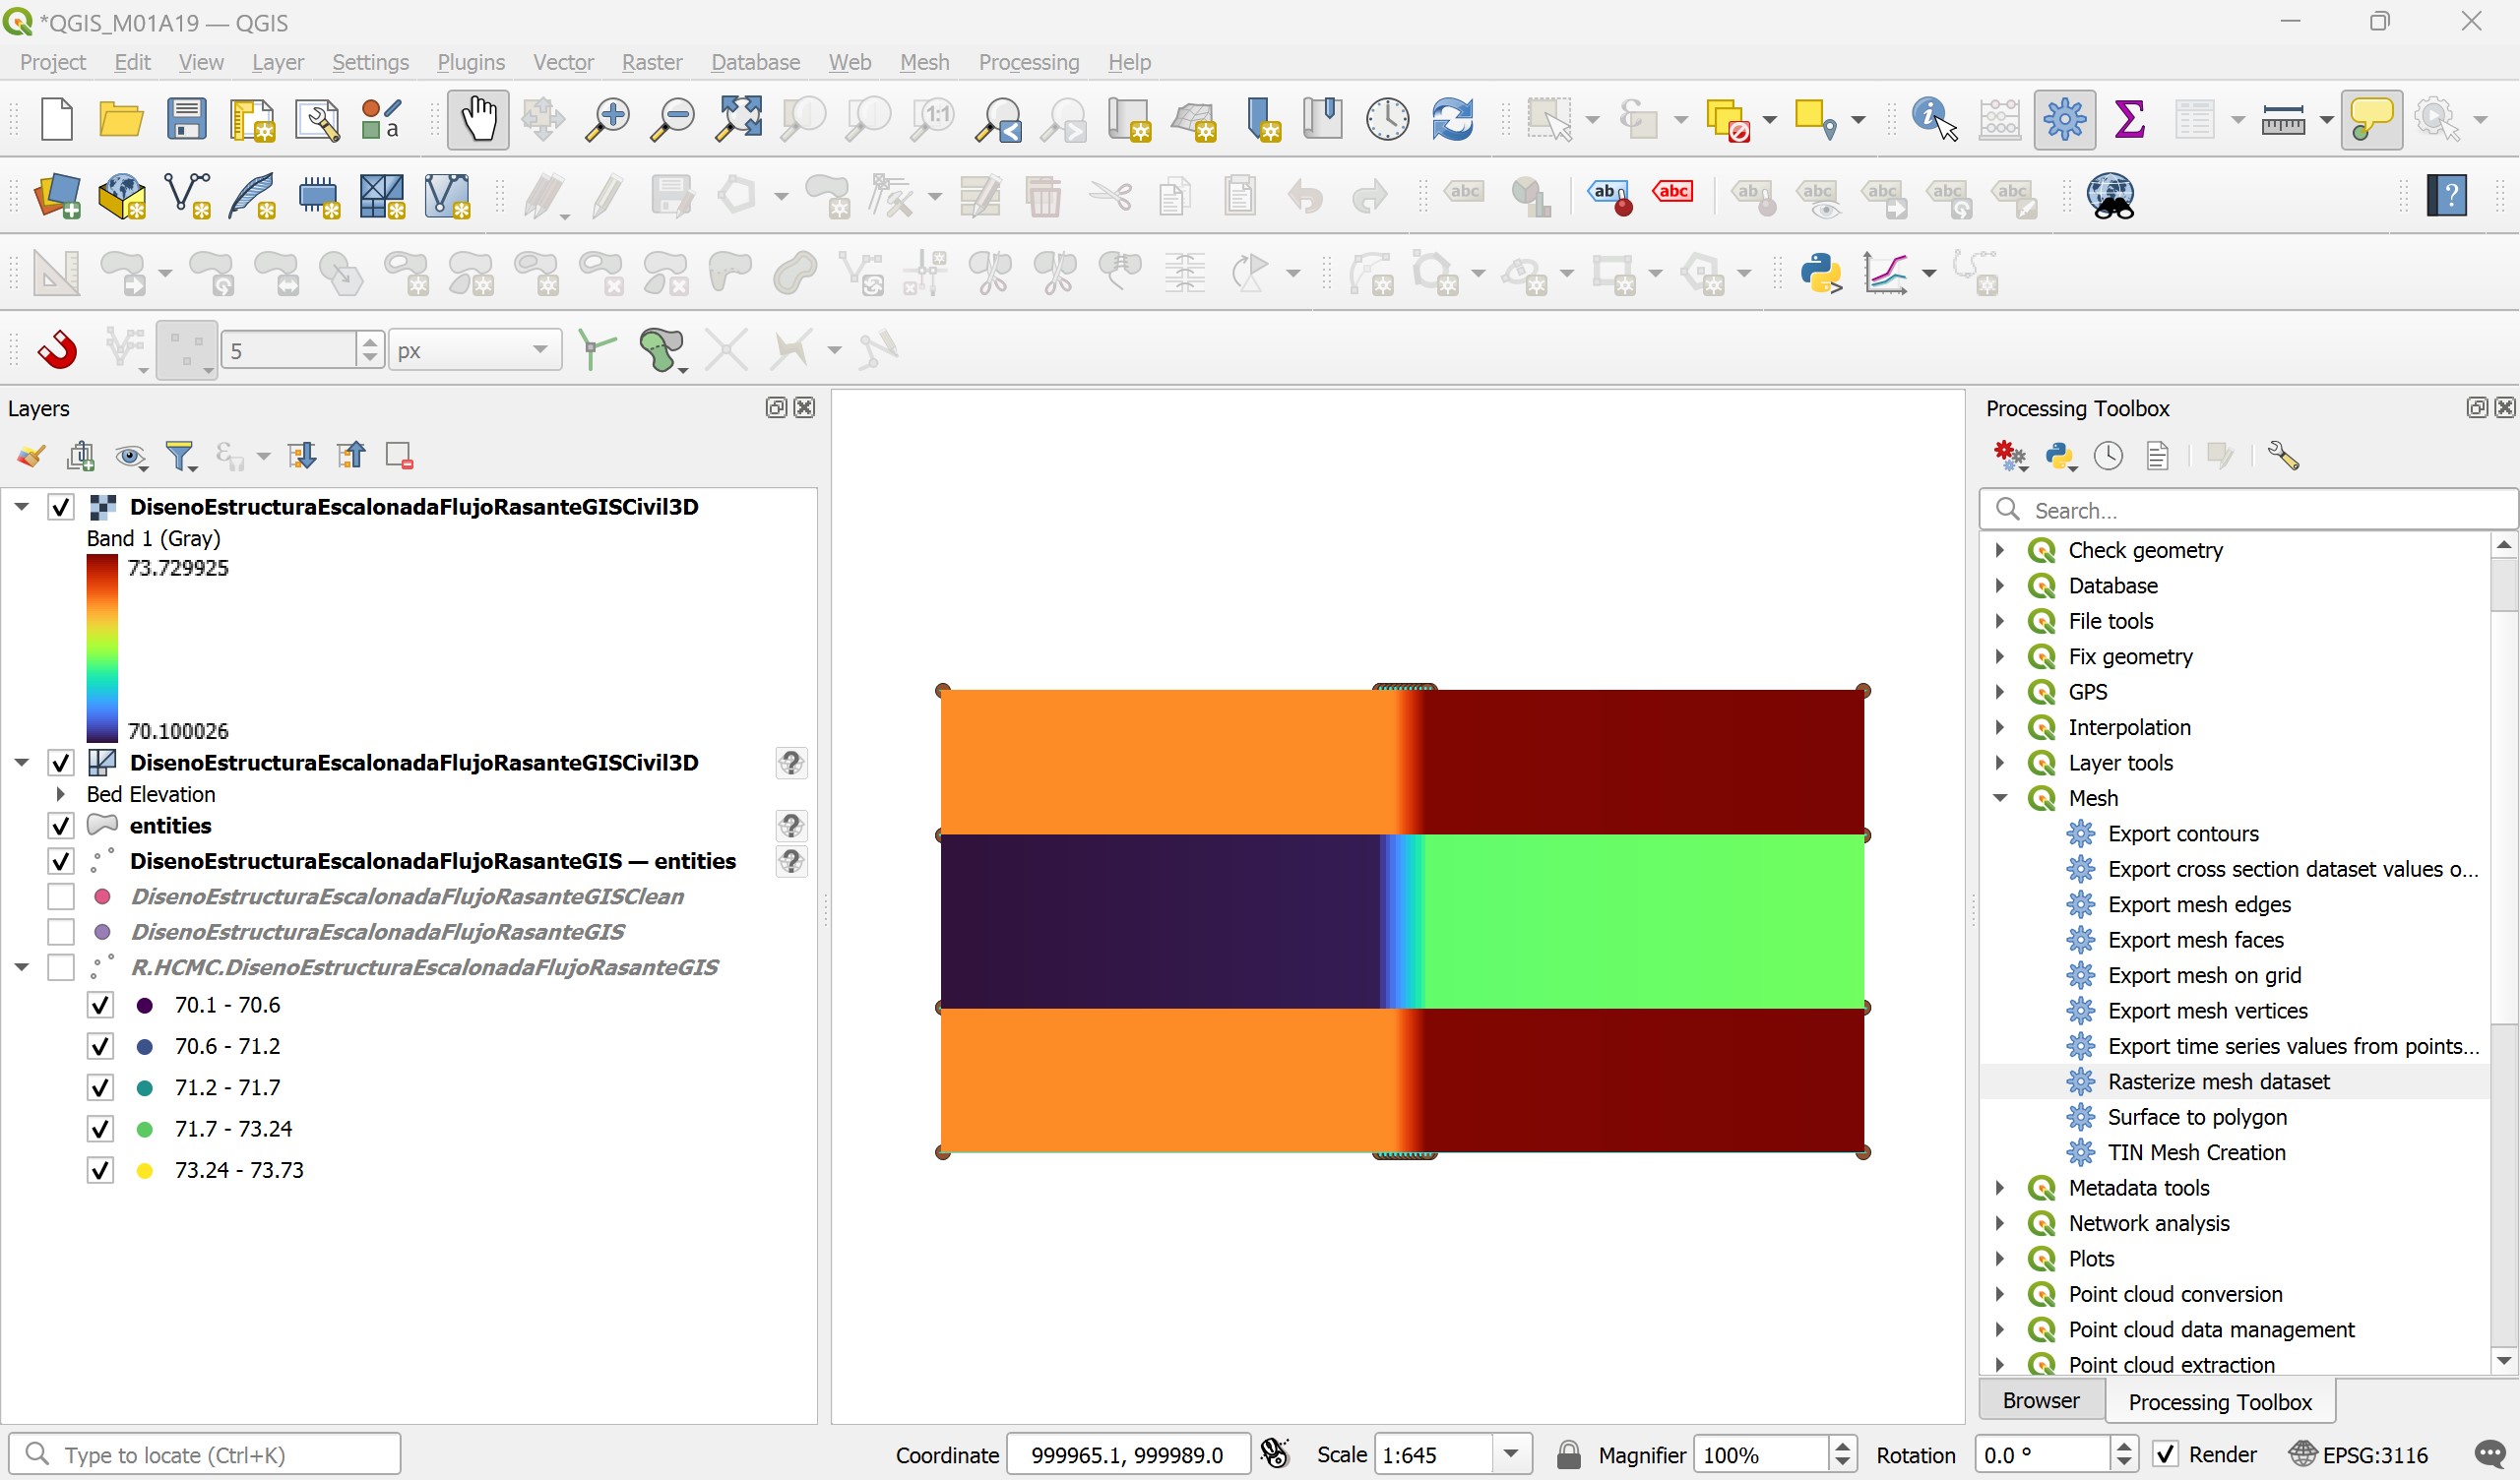 *QGIS_M01A19 — QGIS
Project Edit View Layer Settings Plugins Vector Raster Database Web Mesh Processing Help
5 px
Layers
DisenoEstructuraEscalonadaFlujoRasanteGISCivil3D
Band 1 (Gray)
73.729925
70.100026
DisenoEstructuraEscalonadaFlujoRasanteGISCivil3D
Bed Elevation
entities
DisenoEstructuraEscalonadaFlujoRasanteGIS — entities
DisenoEstructuraEscalonadaFlujoRasanteGISClean
DisenoEstructuraEscalonadaFlujoRasanteGIS
R.HCMC.DisenoEstructuraEscalonadaFlujoRasanteGIS
70.1 - 70.6
70.6 - 71.2
71.2 - 71.7
71.7 - 73.24
73.24 - 73.73
Processing Toolbox
Search...
Check geometry
Database
File tools
Fix geometry
GPS
Interpolation
Layer tools
Mesh
Export contours
Export cross section dataset values o...
Export mesh edges
Export mesh faces
Export mesh on grid
Export mesh vertices
Export time series values from points...
Rasterize mesh dataset
Surface to polygon
TIN Mesh Creation
Metadata tools
Network analysis
Plots
Point cloud conversion
Point cloud data management
Point cloud extraction
Browser Processing Toolbox
Type to locate (Ctrl+K) Coordinate 999965.1, 999989.0 Scale 1:645 Magnifier 100% Rotation 0.0 ° Render EPSG:3116